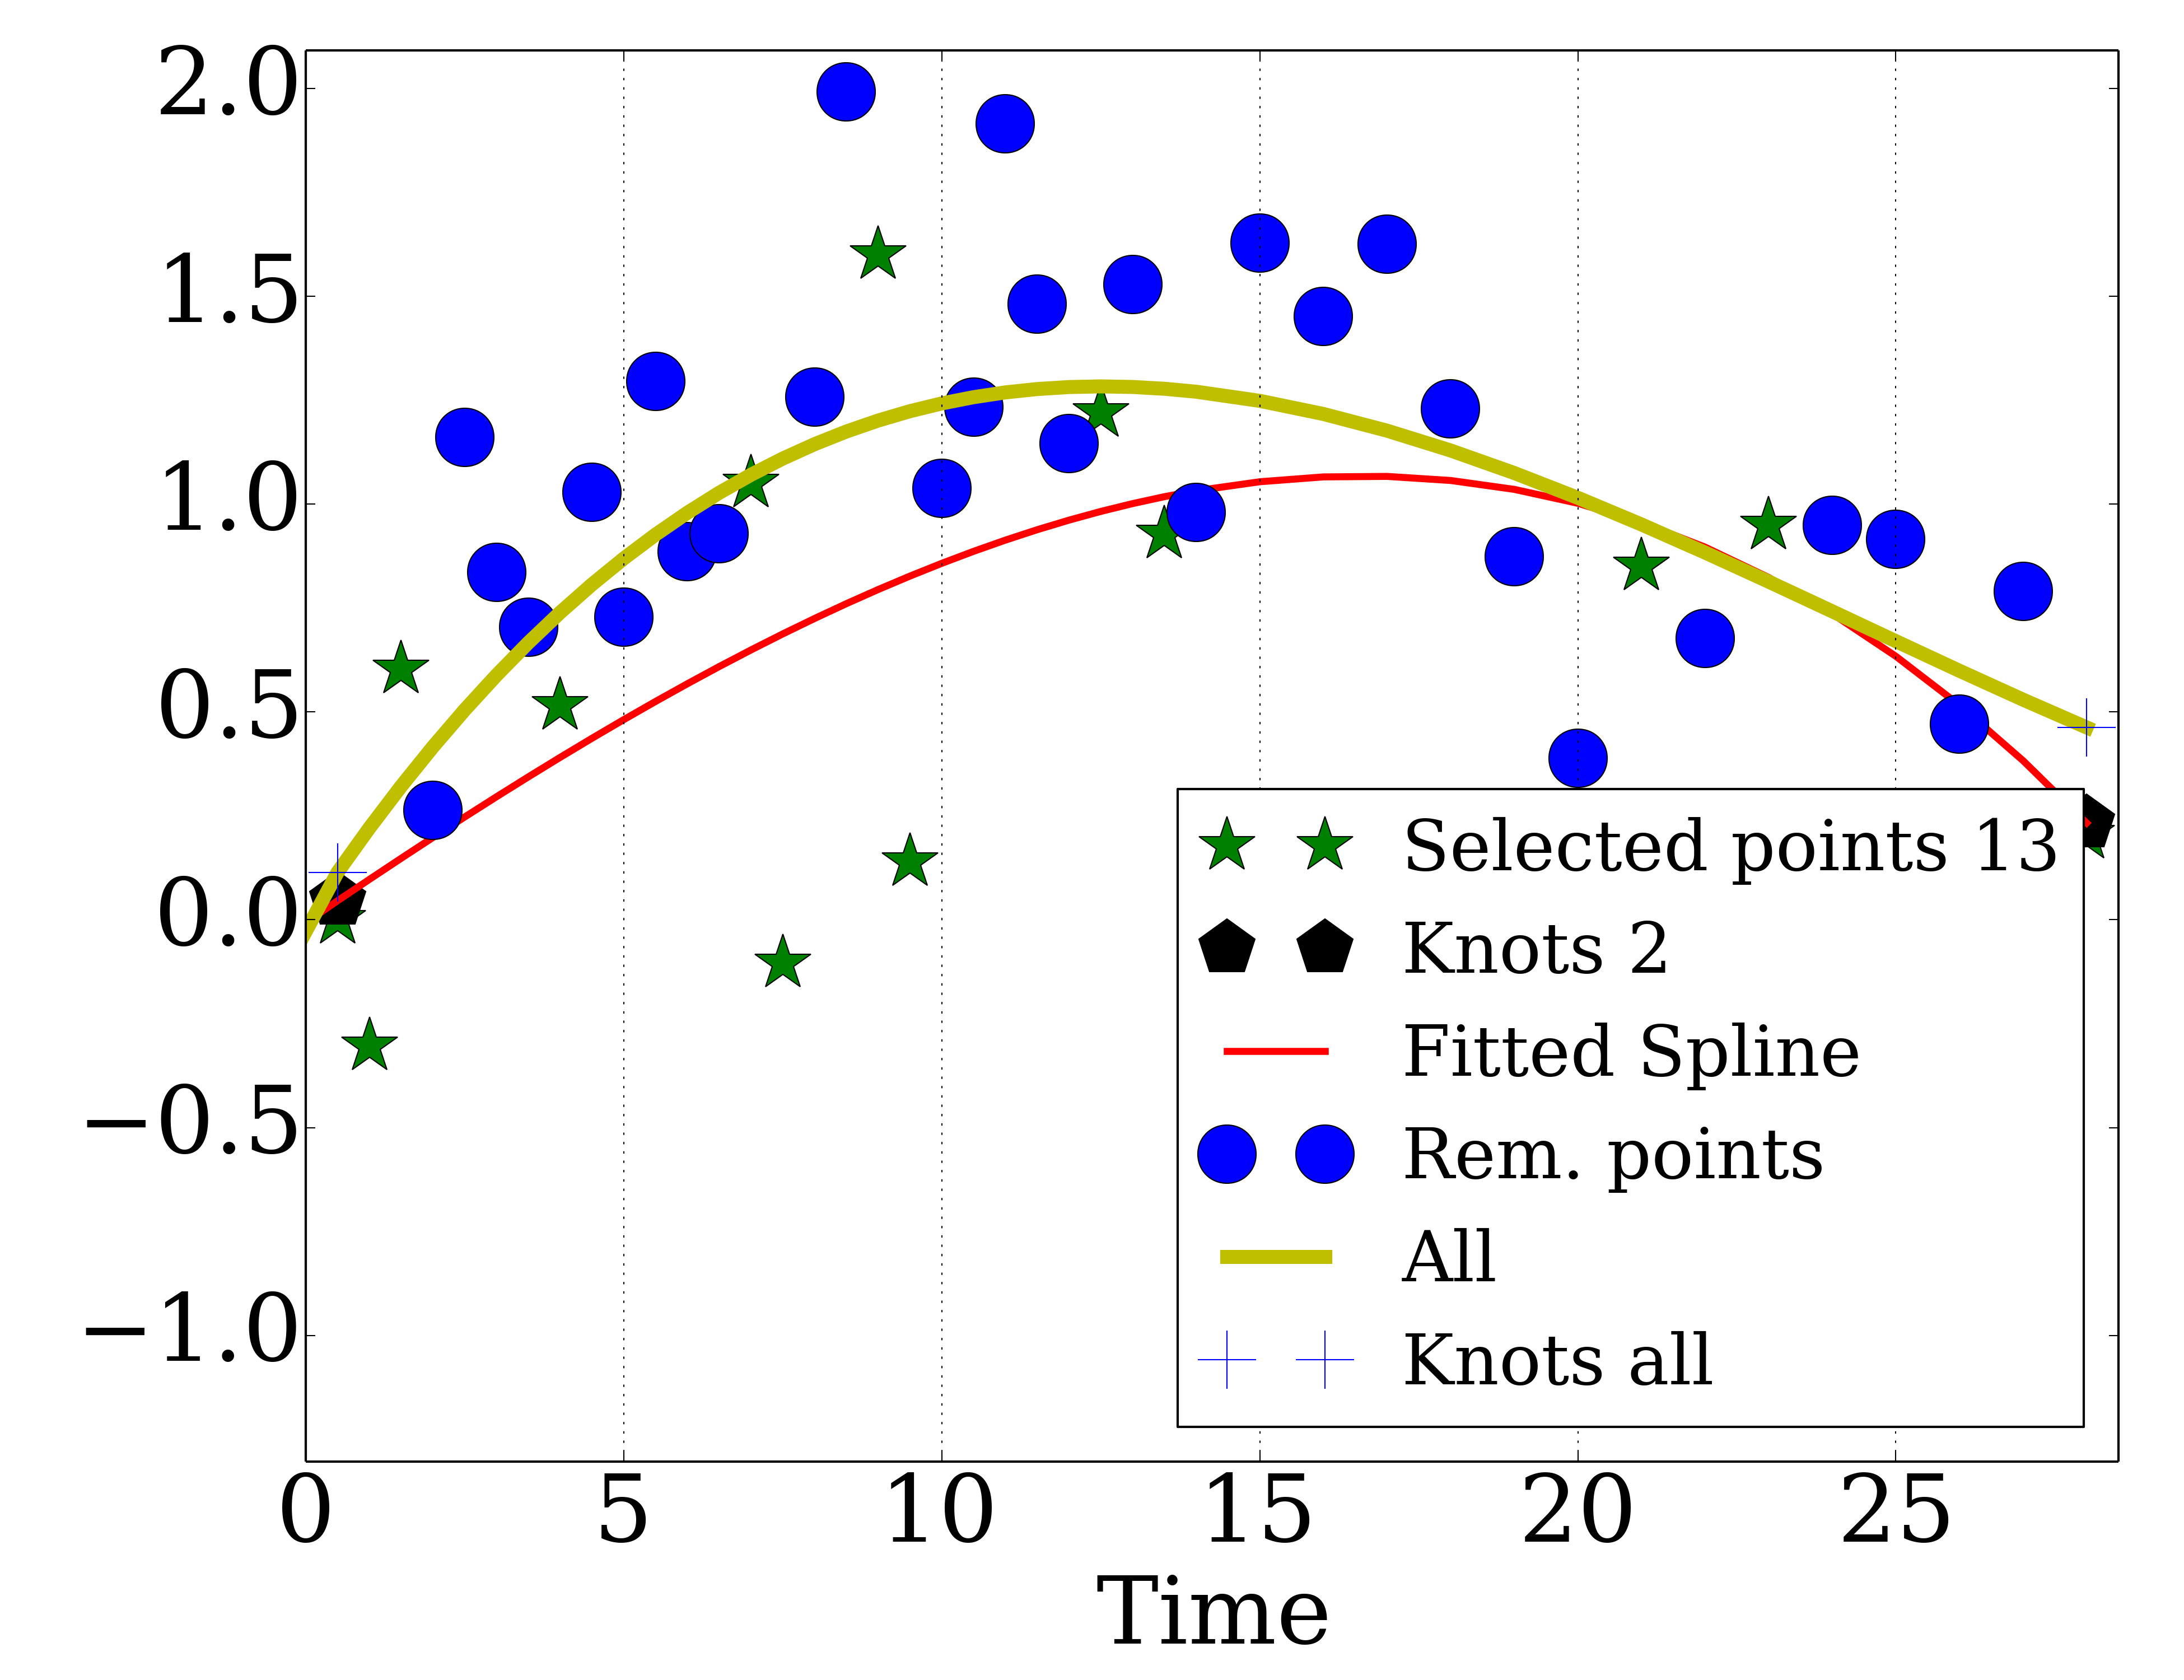 2.0
1.5
1.0
0.5
0.0
−0.5
−1.0
Selected points 13
Knots 2
Fitted Spline
Rem. points
All
Knots all
0 5 10 15 20 25
Time